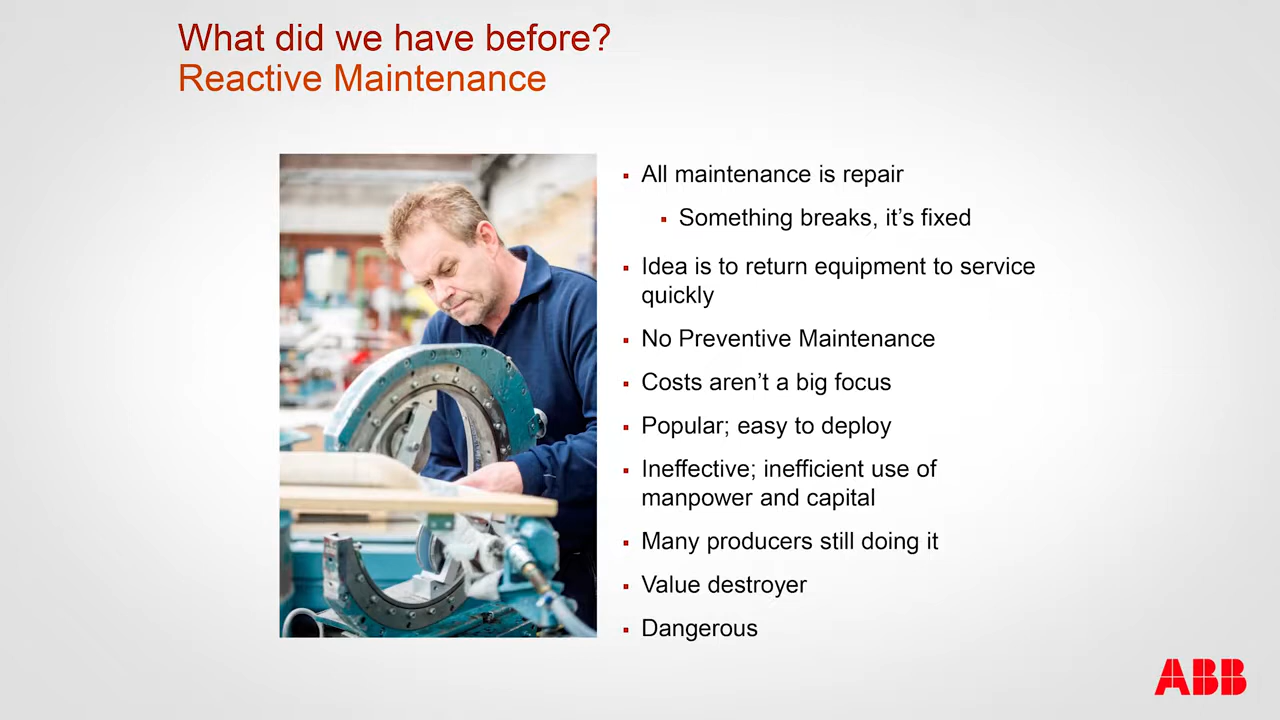 What did we have before?
Reactive Maintenance
All maintenance is repair
Something breaks, it’s fixed
Idea is to return equipment to service
quickly
No Preventive Maintenance
Costs aren’t a big focus
Popular; easy to deploy
Ineffective; inefficient use of
manpower and capital
Many producers still doing it
Value destroyer
Dangerous
ABB